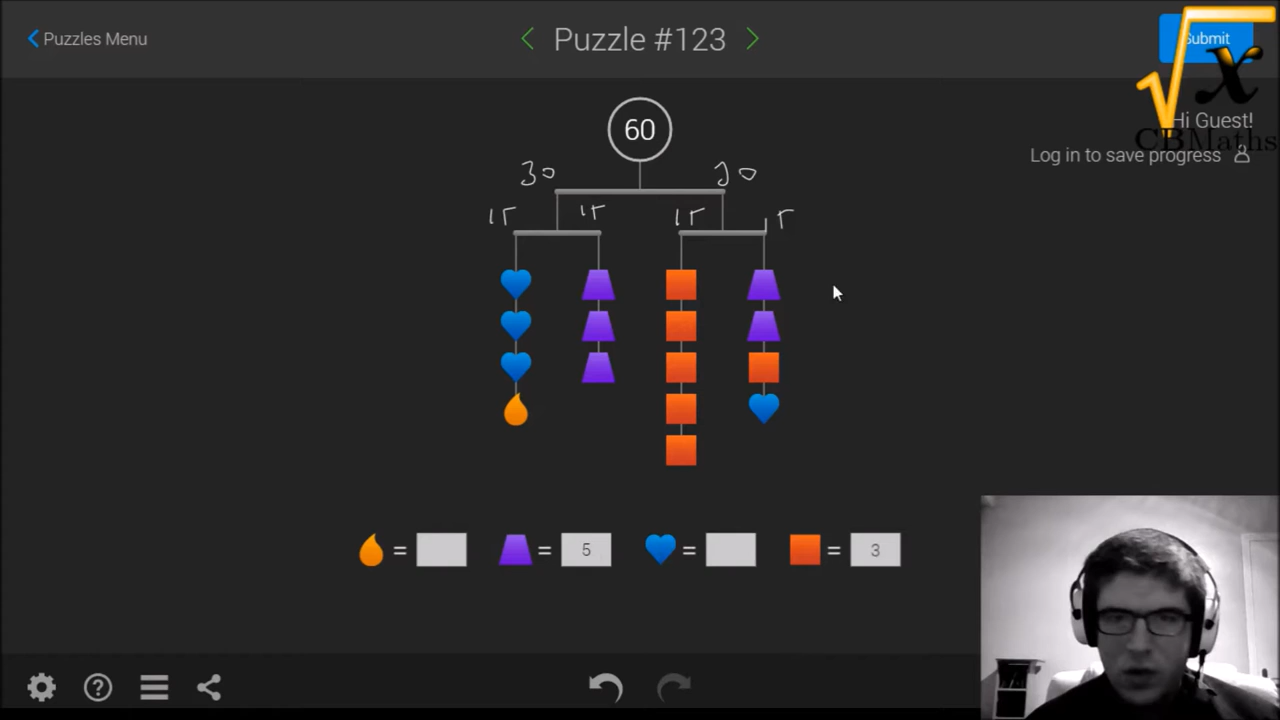 Puzzles Menu
Puzzle #123
Submit
√x
CBMaths
Hi Guest!
Log in to save progress
60
30 30
15 15 15 15
= = 5 = = 3
?